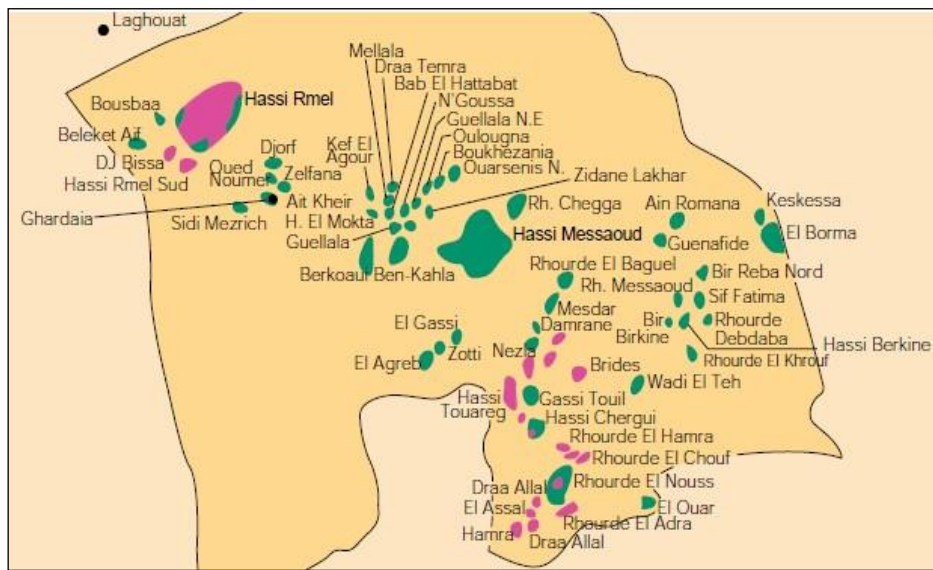 Laghouat
Mellala
Draa Temra
Bab El Hattabat
N'Goussa
Guellala N.E
Oulougna
Boukhezania
Ouarsenis N.
Zidane Lakhar
Kef El
Agour
Hassi Rmel
Bousbaa
Beleket Aif
DJ Bissa
Hassi Rmel Sud
Djorf
Oued
Noumer
Zelfana
Ait Kheir
Ghardaia
Sidi Mezrich
H. El Mokta
Guellala
Berkoaui
Ben-Kahla
Rh. Chegga
Hassi Messaoud
Ain Romana
Guenafide
Keskessa
El Borma
Rhourde El Baguel
Rh. Messaoud
Bir Reba Nord
Sif Fatima
Mesdar
Damrane
Bir
Birkine
Rhourde
Debdaba
Hassi Berkine
Rhourde El Khrouf
El Gassi
Zotti
El Agreb
Nezla
Brides
Wadi El Teh
Hassi
Touareg
Gassi Touil
Hassi Chergui
Rhourde El Hamra
Rhourde El Chouf
Rhourde El Nouss
Draa Allal
El Assal
El Ouar
Rhourde El Adra
Hamra
Draa Allal